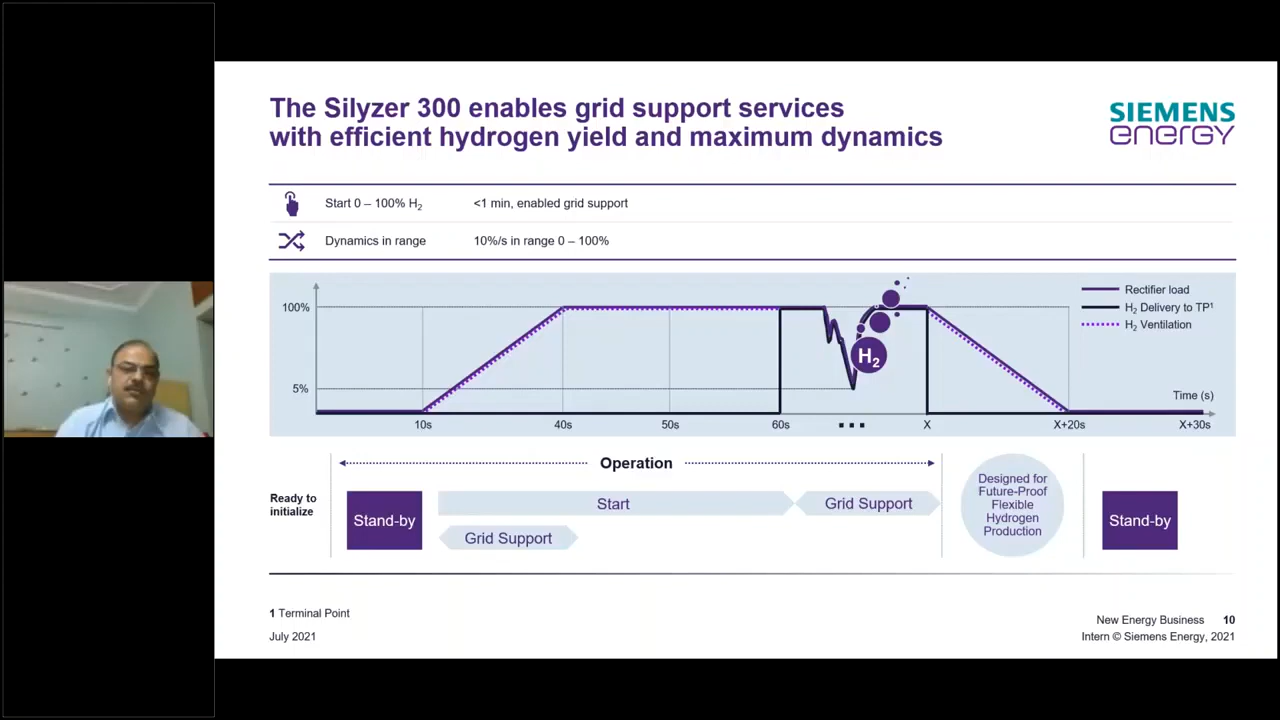 The Silyzer 300 enables grid support services
with efficient hydrogen yield and maximum dynamics
SIEMENS
energy
Start 0 – 100% H₂ <1 min, enabled grid support
Dynamics in range 10%/s in range 0 – 100%
100%
5%
Rectifier load
H₂ Delivery to TP¹
H₂ Ventilation
H₂
Time (s)
10s 40s 50s 60s ... X X+20s X+30s
Operation
Ready to
initialize
Stand-by
Start
Grid Support
Grid Support
Designed for
Future-Proof
Flexible
Hydrogen
Production
Stand-by
1 Terminal Point
July 2021
New Energy Business 10
Intern © Siemens Energy, 2021